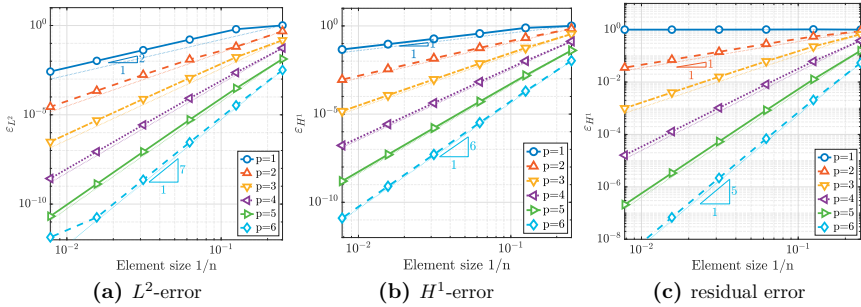 10^0
10^-5
10^-10
ε_{L^2}
2
1
7
1
p=1
p=2
p=3
p=4
p=5
p=6
10^-2
10^-1
Element size 1/n
(a) L^2-error
10^0
10^-5
10^-10
ε_{H^1}
1
1
6
1
p=1
p=2
p=3
p=4
p=5
p=6
10^-2
10^-1
Element size 1/n
(b) H^1-error
10^0
10^-2
10^-4
10^-6
10^-8
ε_{H^1}
1
1
5
1
p=1
p=2
p=3
p=4
p=5
p=6
10^-2
10^-1
Element size 1/n
(c) residual error